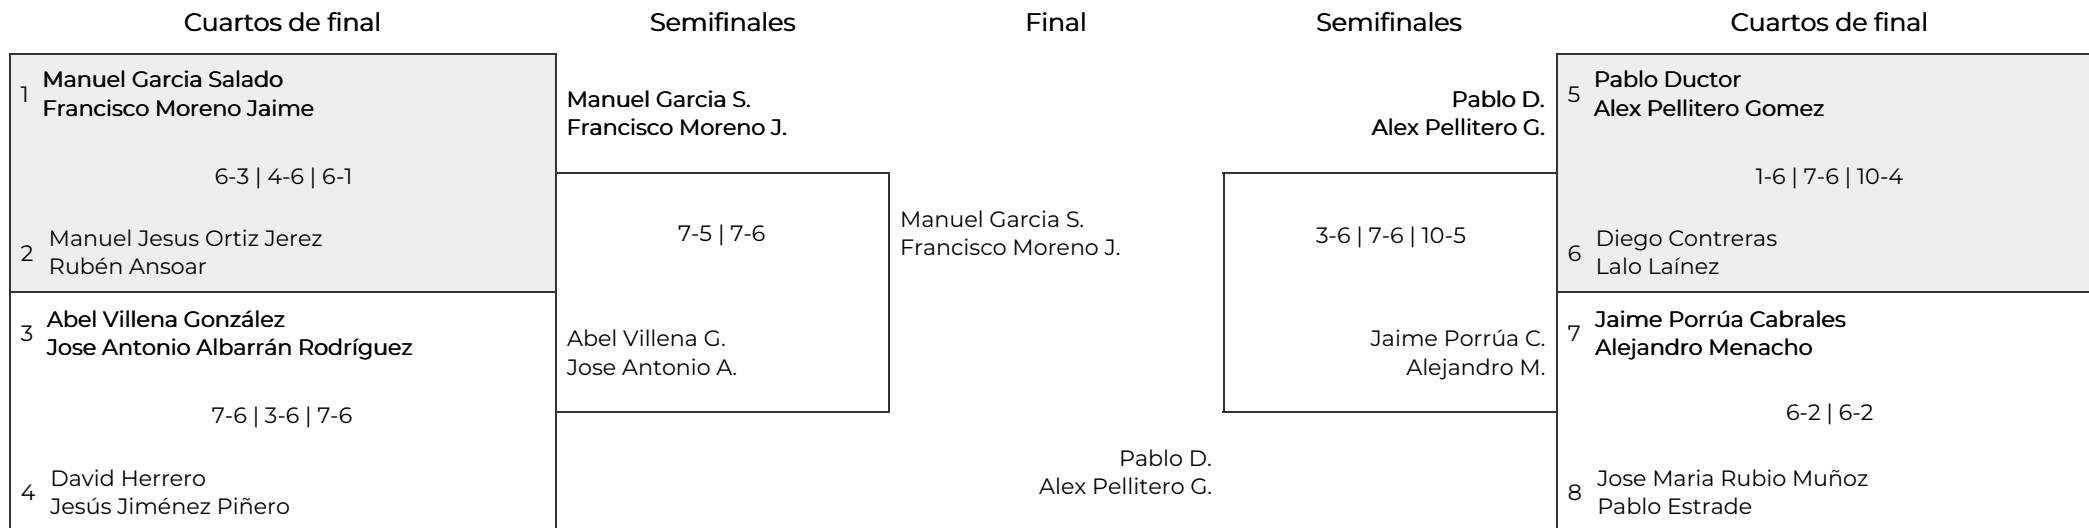 Cuartos de final
Semifinales
Final
Semifinales
Cuartos de final
1
Manuel Garcia Salado
Francisco Moreno Jaime
6-3 | 4-6 | 6-1
2
Manuel Jesus Ortiz Jerez
Rubén Ansoar
3
Abel Villena González
Jose Antonio Albarrán Rodríguez
7-6 | 3-6 | 7-6
4
David Herrero
Jesús Jiménez Piñero
Manuel Garcia S.
Francisco Moreno J.
7-5 | 7-6
Abel Villena G.
Jose Antonio A.
Manuel Garcia S.
Francisco Moreno J.
Pablo D.
Alex Pellitero G.
Pablo D.
Alex Pellitero G.
3-6 | 7-6 | 10-5
Jaime Porrúa C.
Alejandro M.
5
Pablo Ductor
Alex Pellitero Gomez
1-6 | 7-6 | 10-4
6
Diego Contreras
Lalo Laínez
7
Jaime Porrúa Cabrales
Alejandro Menacho
6-2 | 6-2
8
Jose Maria Rubio Muñoz
Pablo Estrade